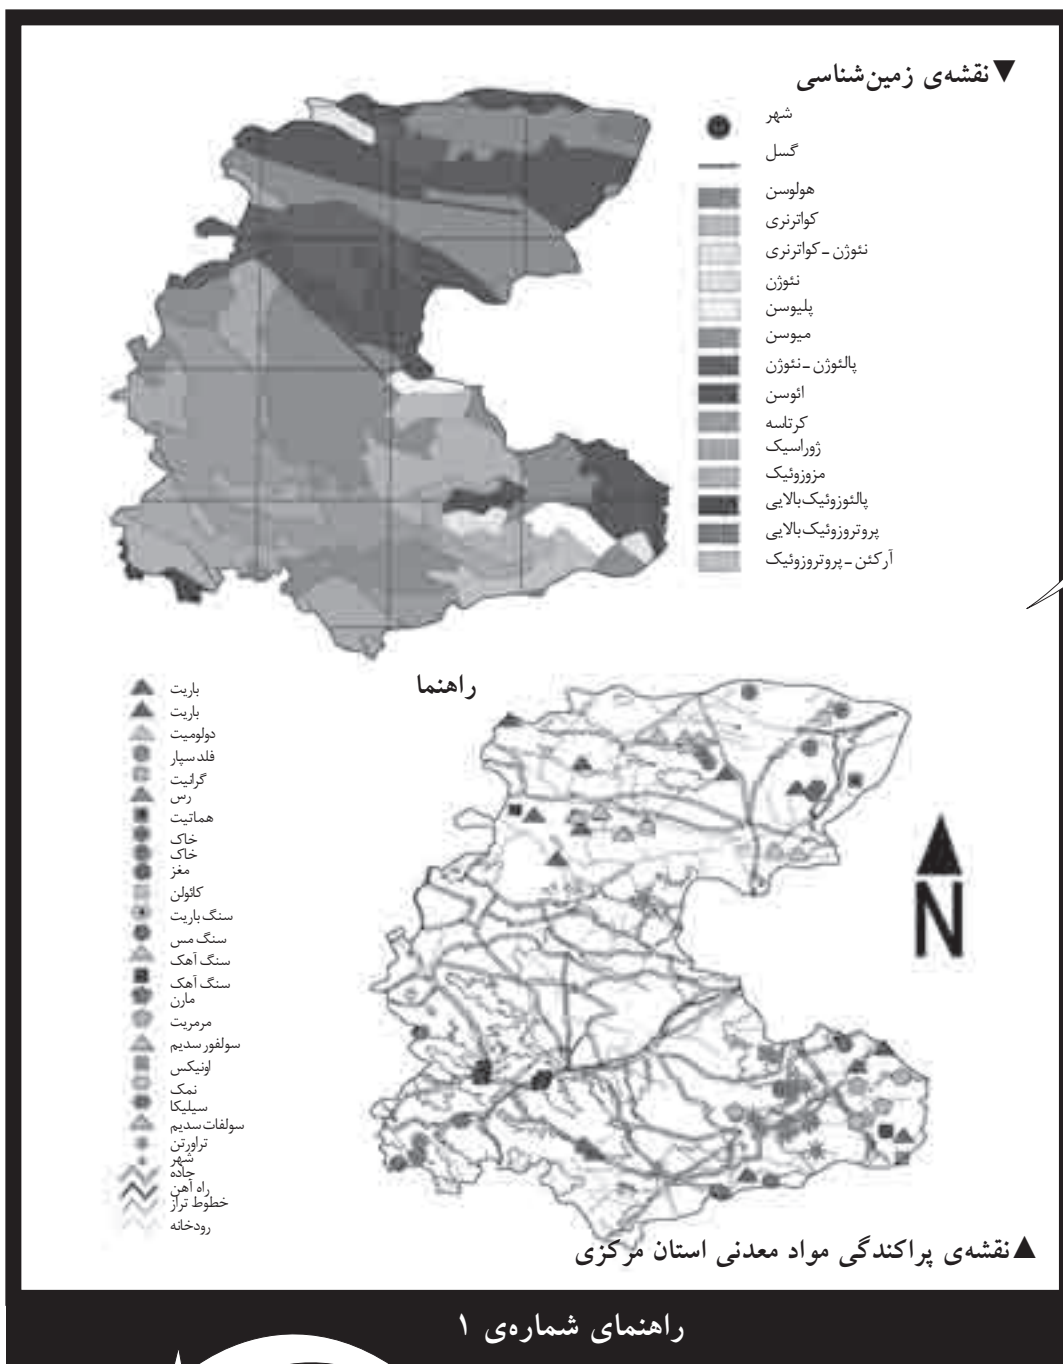 ▼نقشه‌ی زمین‌شناسی
شهر
گسل
هولوسن
کواترنری
نئوژن ـ کواترنری
نئوژن
پلیوسن
میوسن
پالئوژن ـ نئوژن
ائوسن
کرتاسه
ژوراسیک
مزوزوئیک
پالئوزوئیک‌بالایی
پروتروزوئیک‌بالایی
آرکئن ـ پروتروزوئیک
راهنما
باریت
باریت
دولومیت
فلدسپار
گرانیت
رس
هماتیت
خاک
خاک
مغز
کائولن
سنگ باریت
سنگ مس
سنگ آهک
سنگ آهک
مارن
مرمریت
سولفور سدیم
اونیکس
نمک
سیلیکا
سولفات سدیم
تراورتن
شهر
جاده
راه آهن
خطوط تراز
رودخانه
N
▲نقشه‌ی پراکندگی مواد معدنی استان مرکزی
راهنمای شماره‌ی ۱